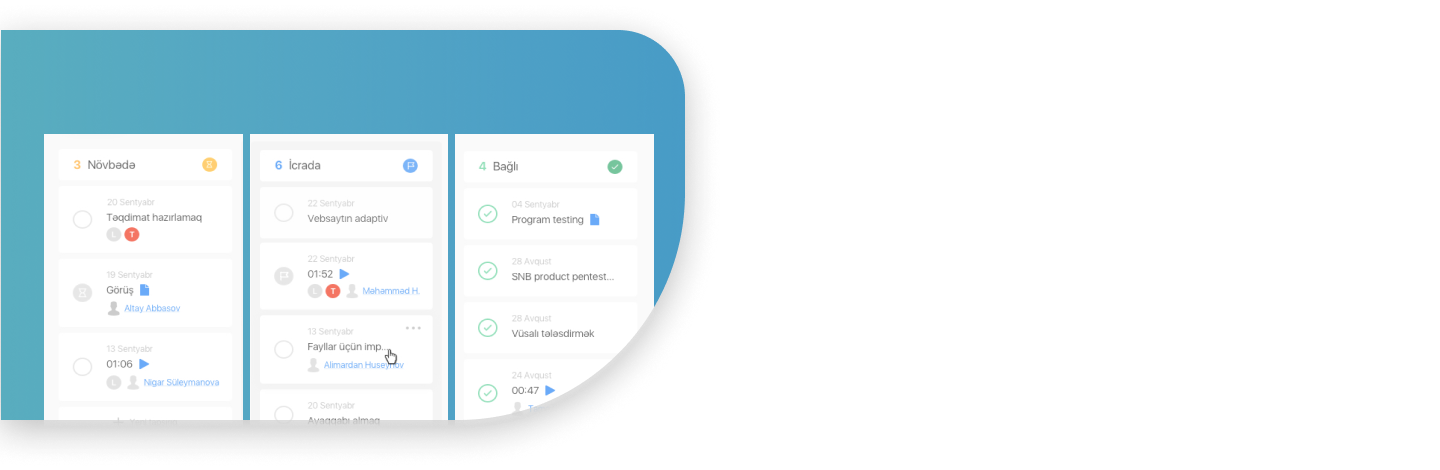 3 Növbədə
20 Sentyabr
Təqdimat hazırlamaq
L T
19 Sentyabr
Görüş
Altay Abbasov
13 Sentyabr
01:06
L Nigar Süleymanova
6 İcrada
22 Sentyabr
Vebsaytın adaptiv
22 Sentyabr
01:52
L T Məhəmməd H.
13 Sentyabr
Fayllar üçün imp...
Alimardan Huseynov
20 Sentyabr
Ayaqqabı almaq
4 Bağlı
04 Sentyabr
Program testing
28 Avqust
SNB product pentest...
28 Avqust
Vüsalı tələsdirmək
24 Avqust
00:47